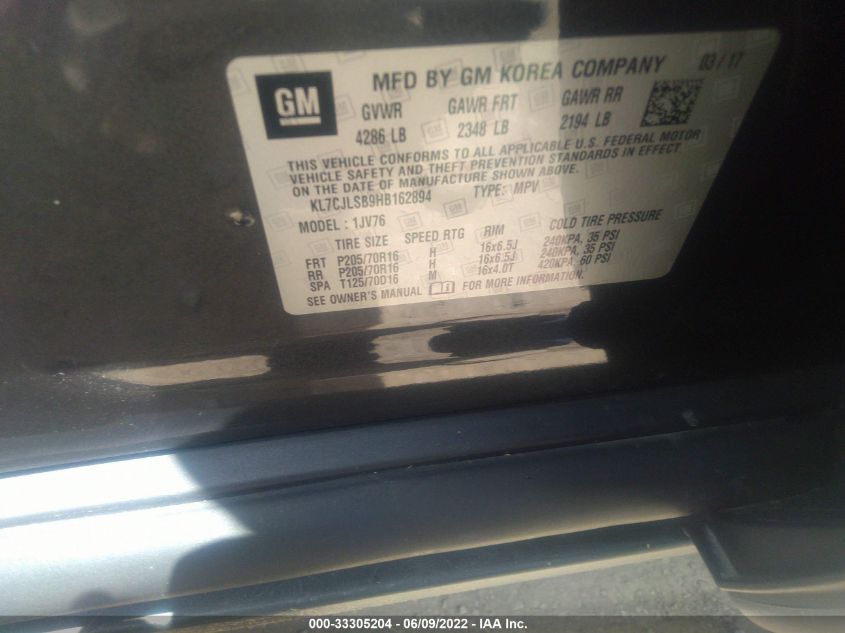 GM
MFD BY GM KOREA COMPANY 03 / 17
GVWR GAWR FRT GAWR RR
4286 LB 2348 LB 2194 LB
THIS VEHICLE CONFORMS TO ALL APPLICABLE U.S. FEDERAL MOTOR
VEHICLE SAFETY AND THEFT PREVENTION STANDARDS IN EFFECT
ON THE DATE OF MANUFACTURE SHOWN ABOVE.
KL7CJLSB9HB162894 TYPE: MPV
MODEL : 1JV76
TIRE SIZE SPEED RTG RIM COLD TIRE PRESSURE
FRT P205/70R16 H 16x6.5J 240KPA, 35 PSI
RR P205/70R16 H 16x6.5J 240KPA, 35 PSI
SPA T125/70D16 M 16x4.0T 420KPA, 60 PSI
SEE OWNER'S MANUAL FOR MORE INFORMATION.
000-33305204 - 06/09/2022 - IAA Inc.